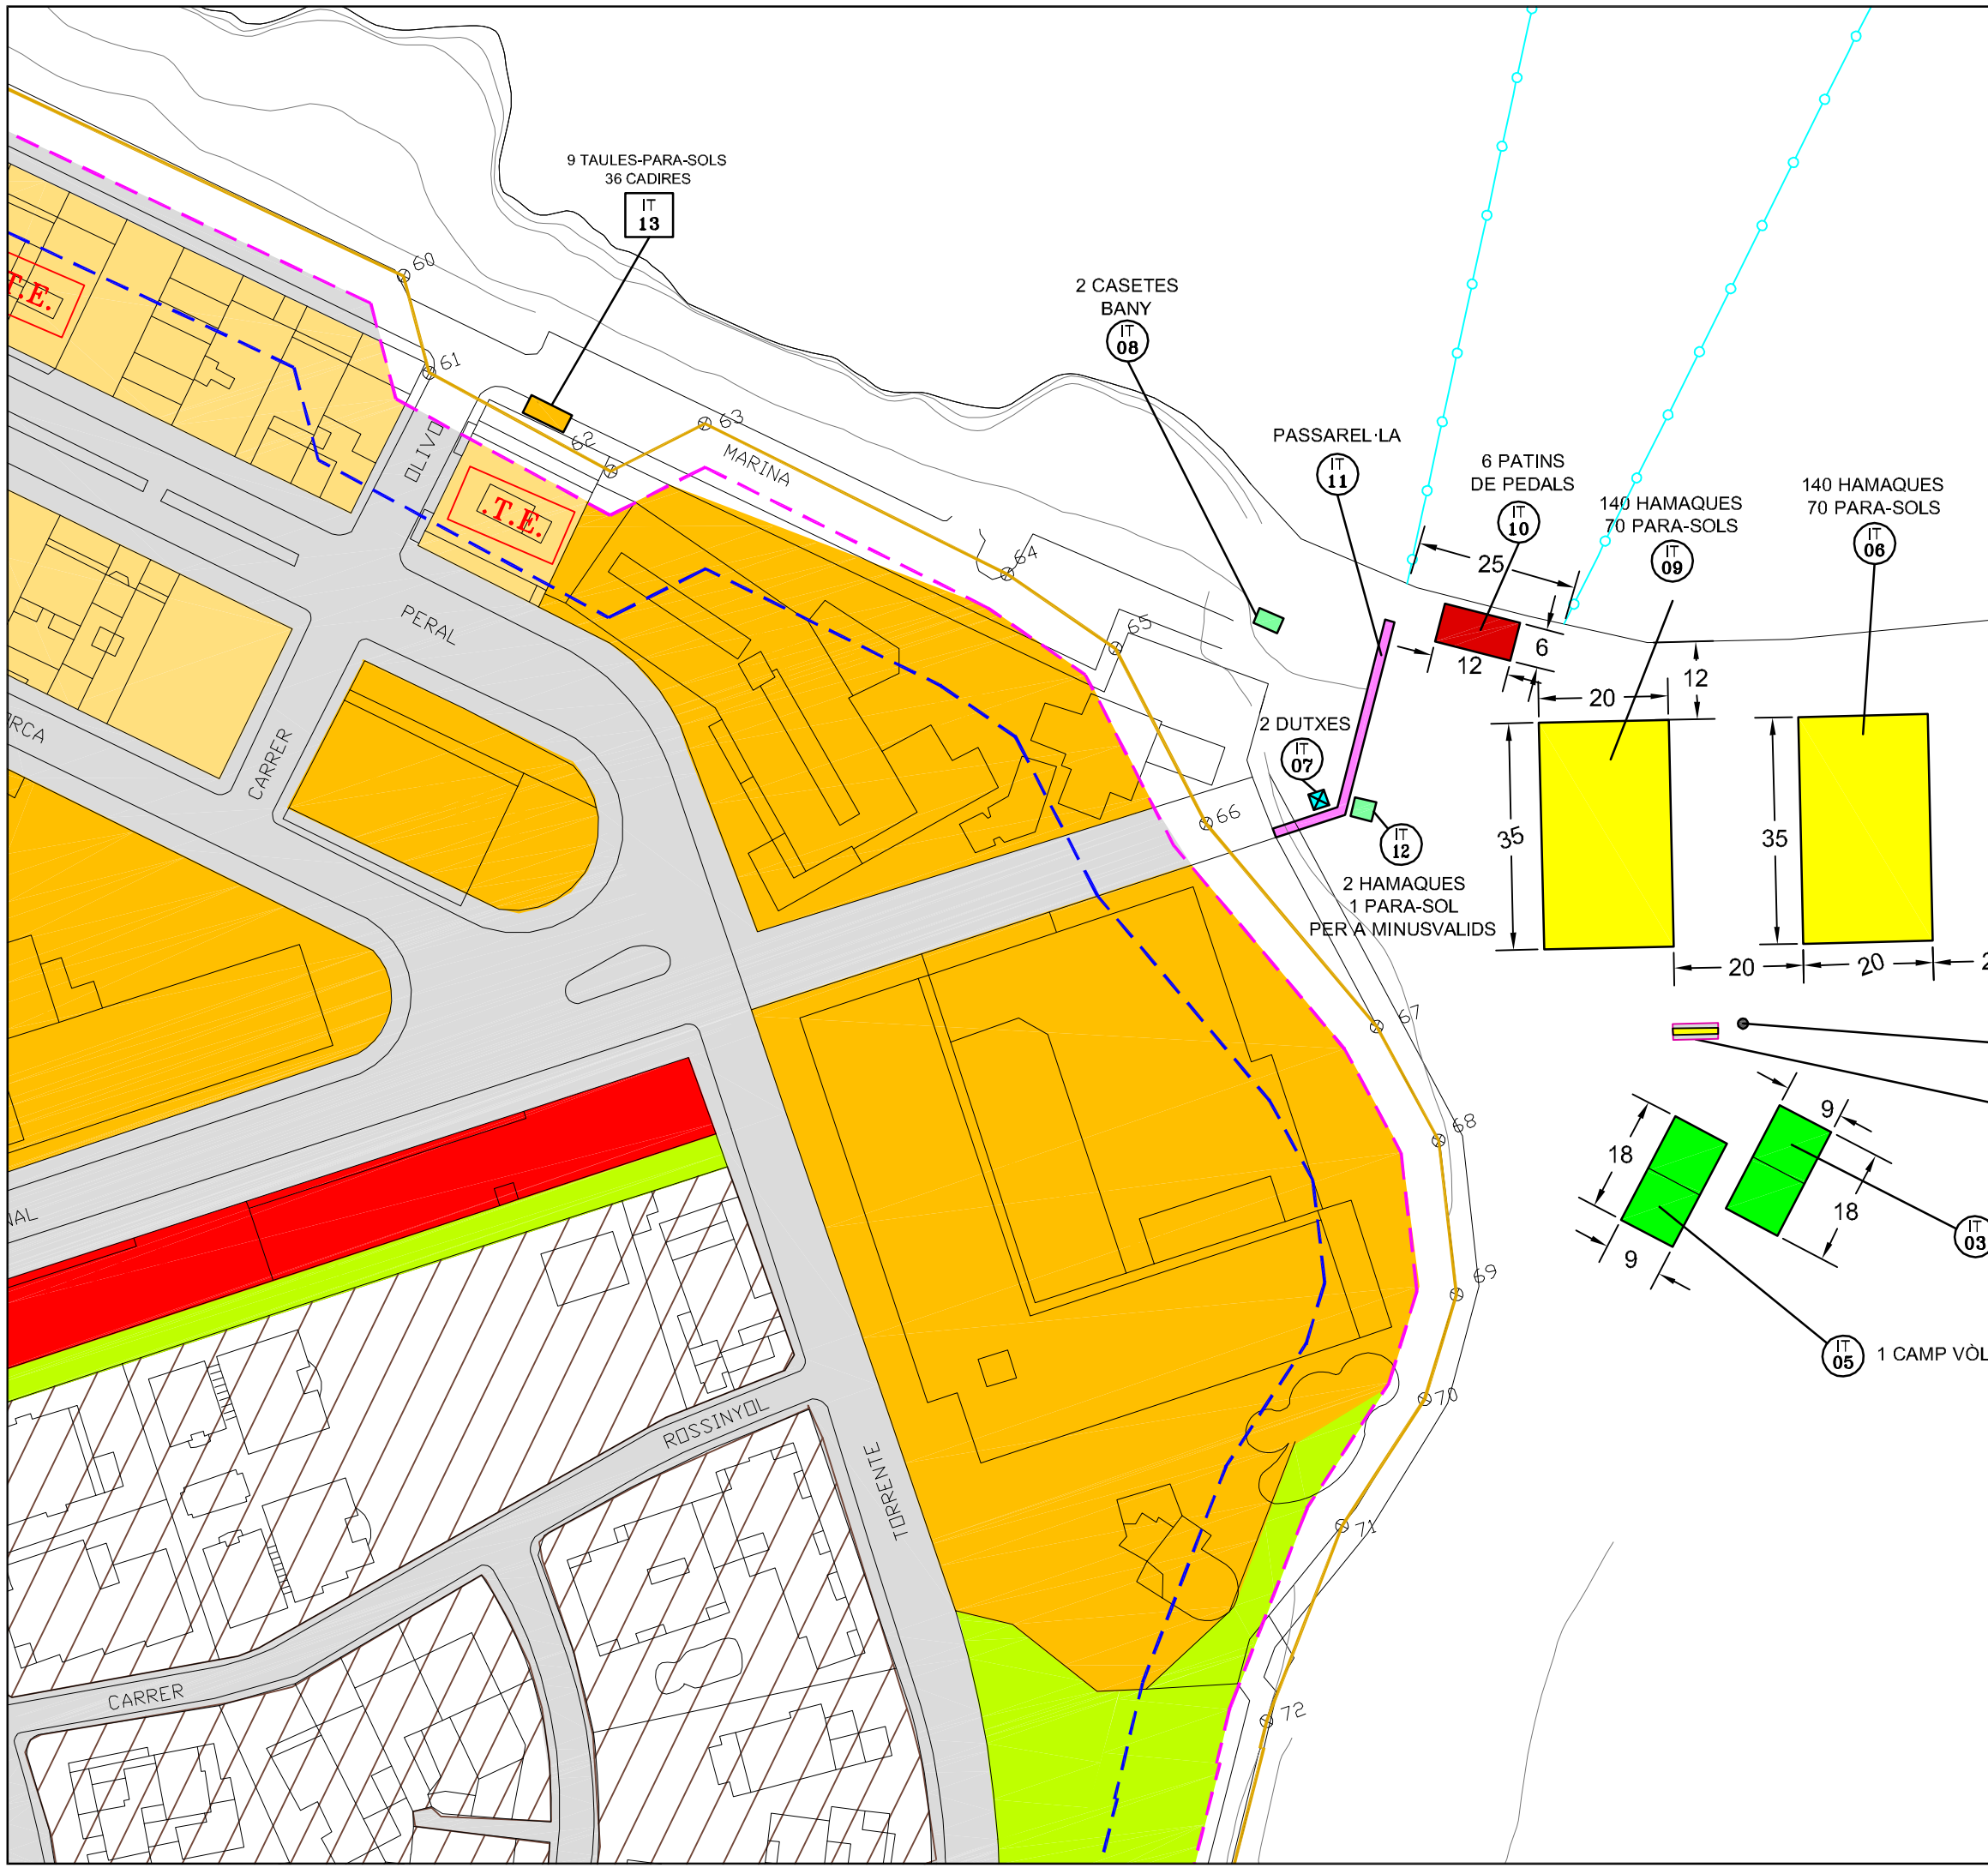 9 TAULES-PARA-SOLS
36 CADIRES
IT
13
2 CASETES
BANY
IT
08
PASSAREL·LA
IT
11
6 PATINS
DE PEDALS
IT
10
140 HAMAQUES
70 PARA-SOLS
IT
09
140 HAMAQUES
70 PARA-SOLS
IT
06
25
6
12
12
20
35
35
20
20
2 DUTXES
IT
07
IT
12
2 HAMAQUES
1 PARA-SOL
PER A MINUSVALIDS
18
9
9
18
IT
03
IT
05
1 CAMP VÒL
60
61
62
63
64
65
66
67
68
69
70
71
72
T.E.
.T.E.
OLIVO
MARINA
PERAL
CARRER
RCA
NAL
ROSSINYOL
CARRER
TORRENTE